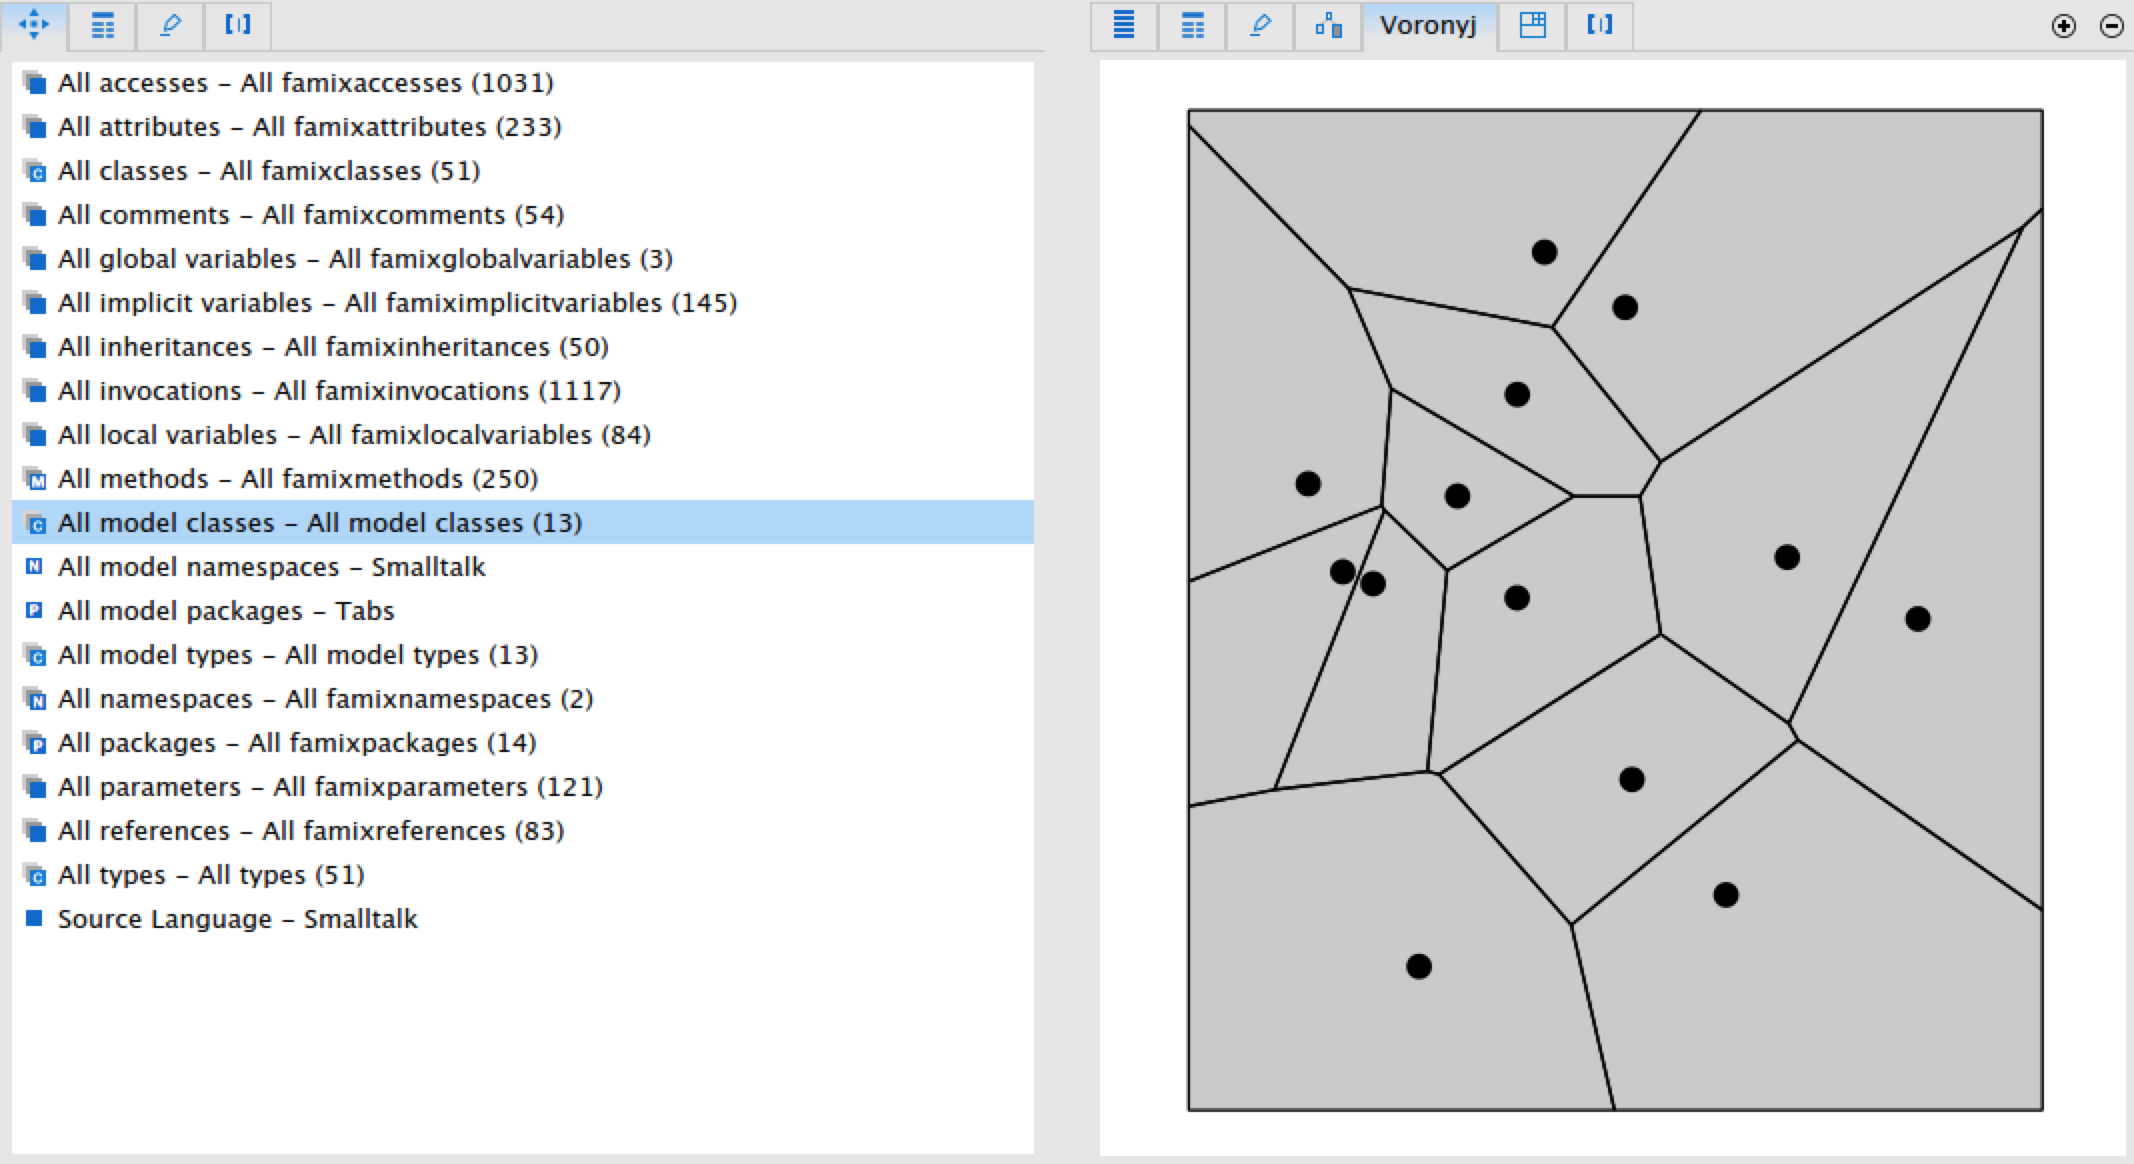 Voronyj
All accesses – All famixaccesses (1031)
All attributes – All famixattributes (233)
All classes – All famixclasses (51)
All comments – All famixcomments (54)
All global variables – All famixglobalvariables (3)
All implicit variables – All famiximplicitvariables (145)
All inheritances – All famixinheritances (50)
All invocations – All famixinvocations (1117)
All local variables – All famixlocalvariables (84)
All methods – All famixmethods (250)
All model classes – All model classes (13)
All model namespaces – Smalltalk
All model packages – Tabs
All model types – All model types (13)
All namespaces – All famixnamespaces (2)
All packages – All famixpackages (14)
All parameters – All famixparameters (121)
All references – All famixreferences (83)
All types – All types (51)
Source Language – Smalltalk